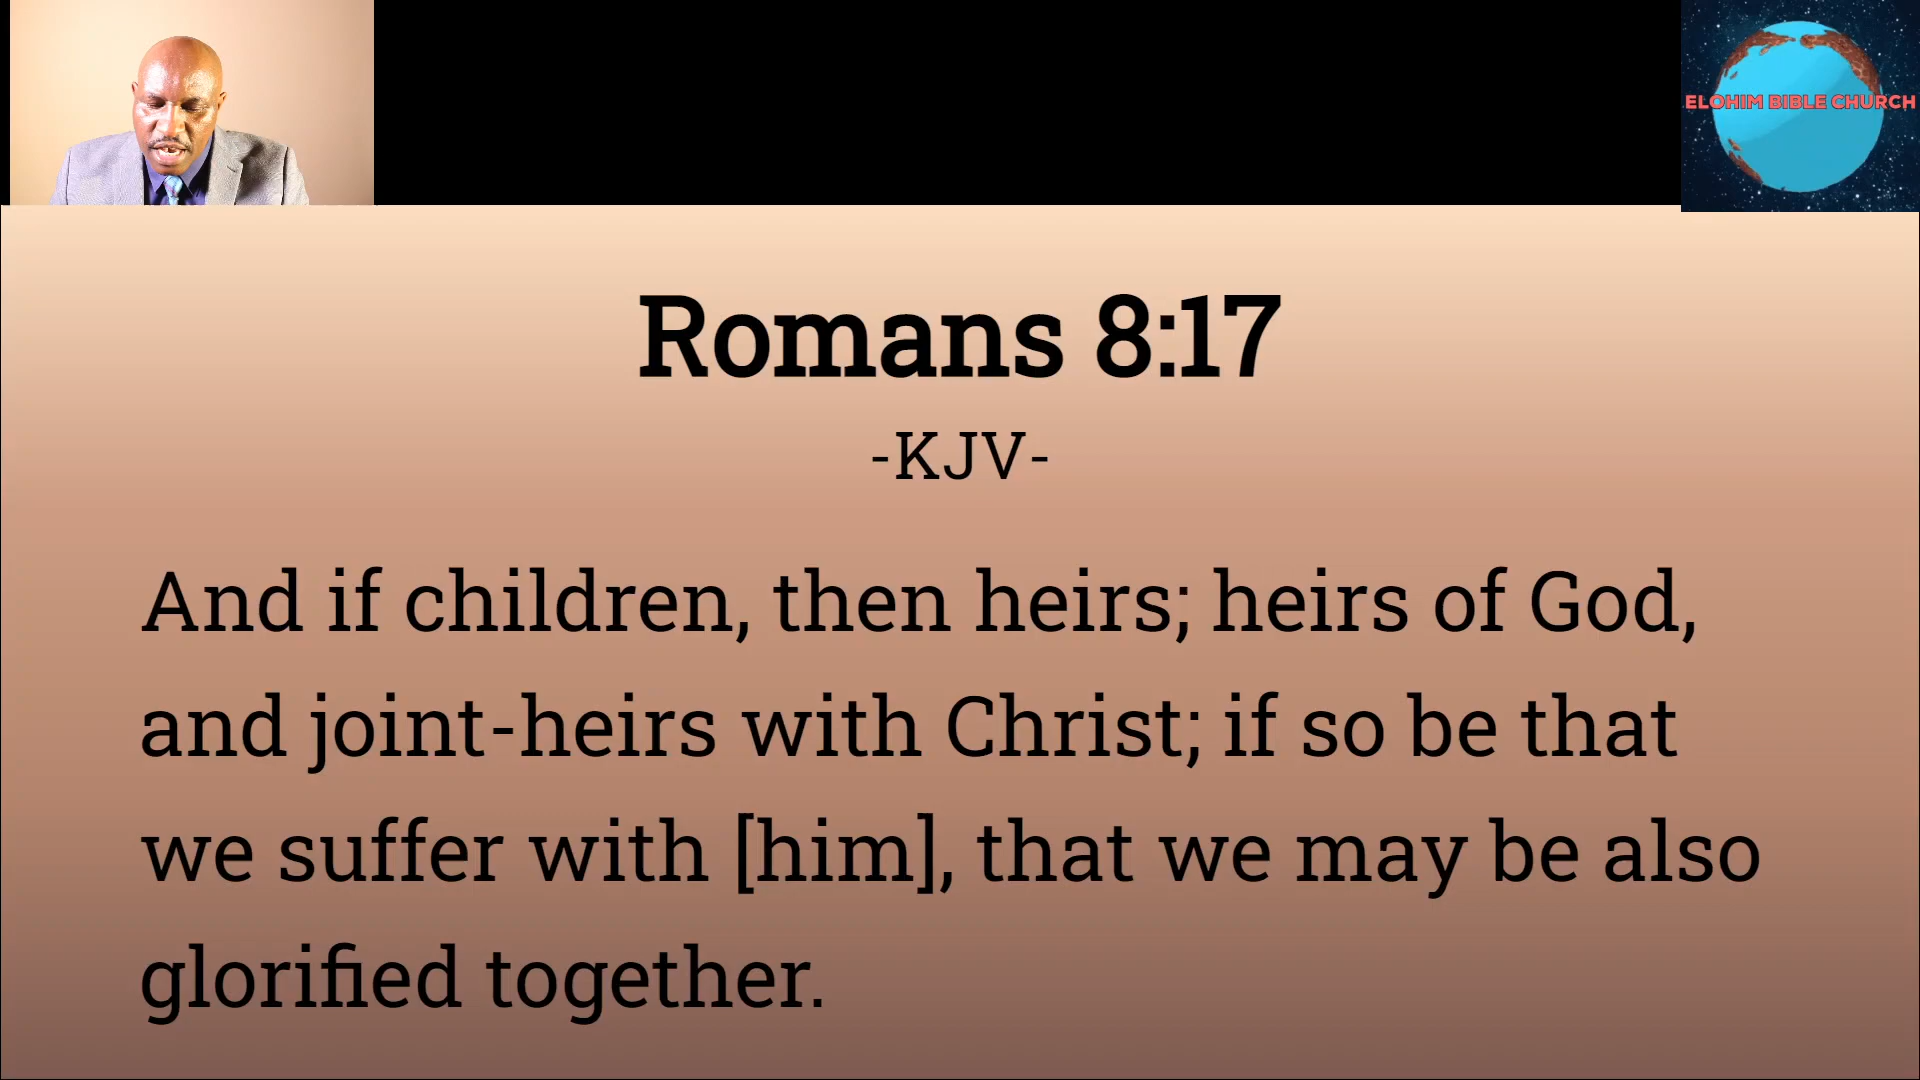 ELOHIM BIBLE CHURCH
Romans 8:17
-KJV-
And if children, then heirs; heirs of God,
and joint-heirs with Christ; if so be that
we suffer with [him], that we may be also
glorified together.